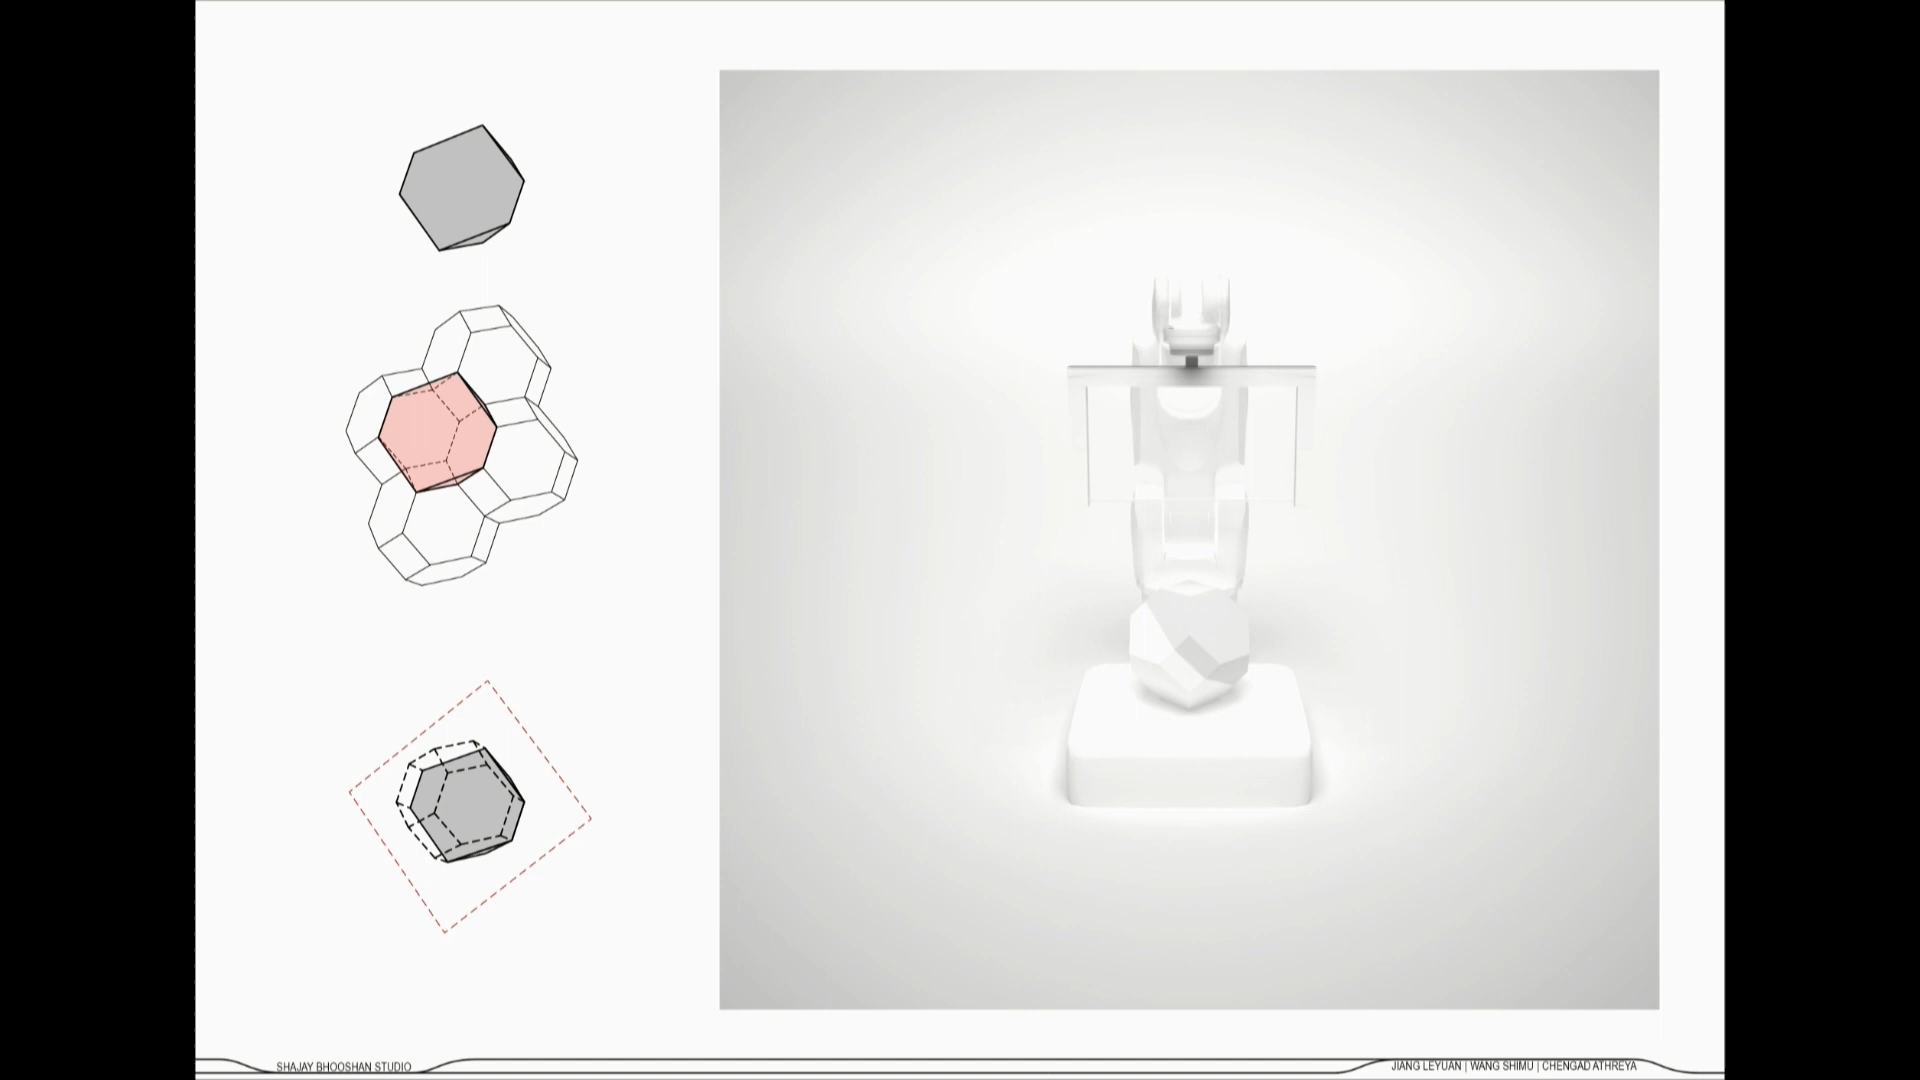 SHAJAY BHOOSHAN STUDIO
JIANG LEYUAN | WANG SHIMU | CHENGAD ATHREYA